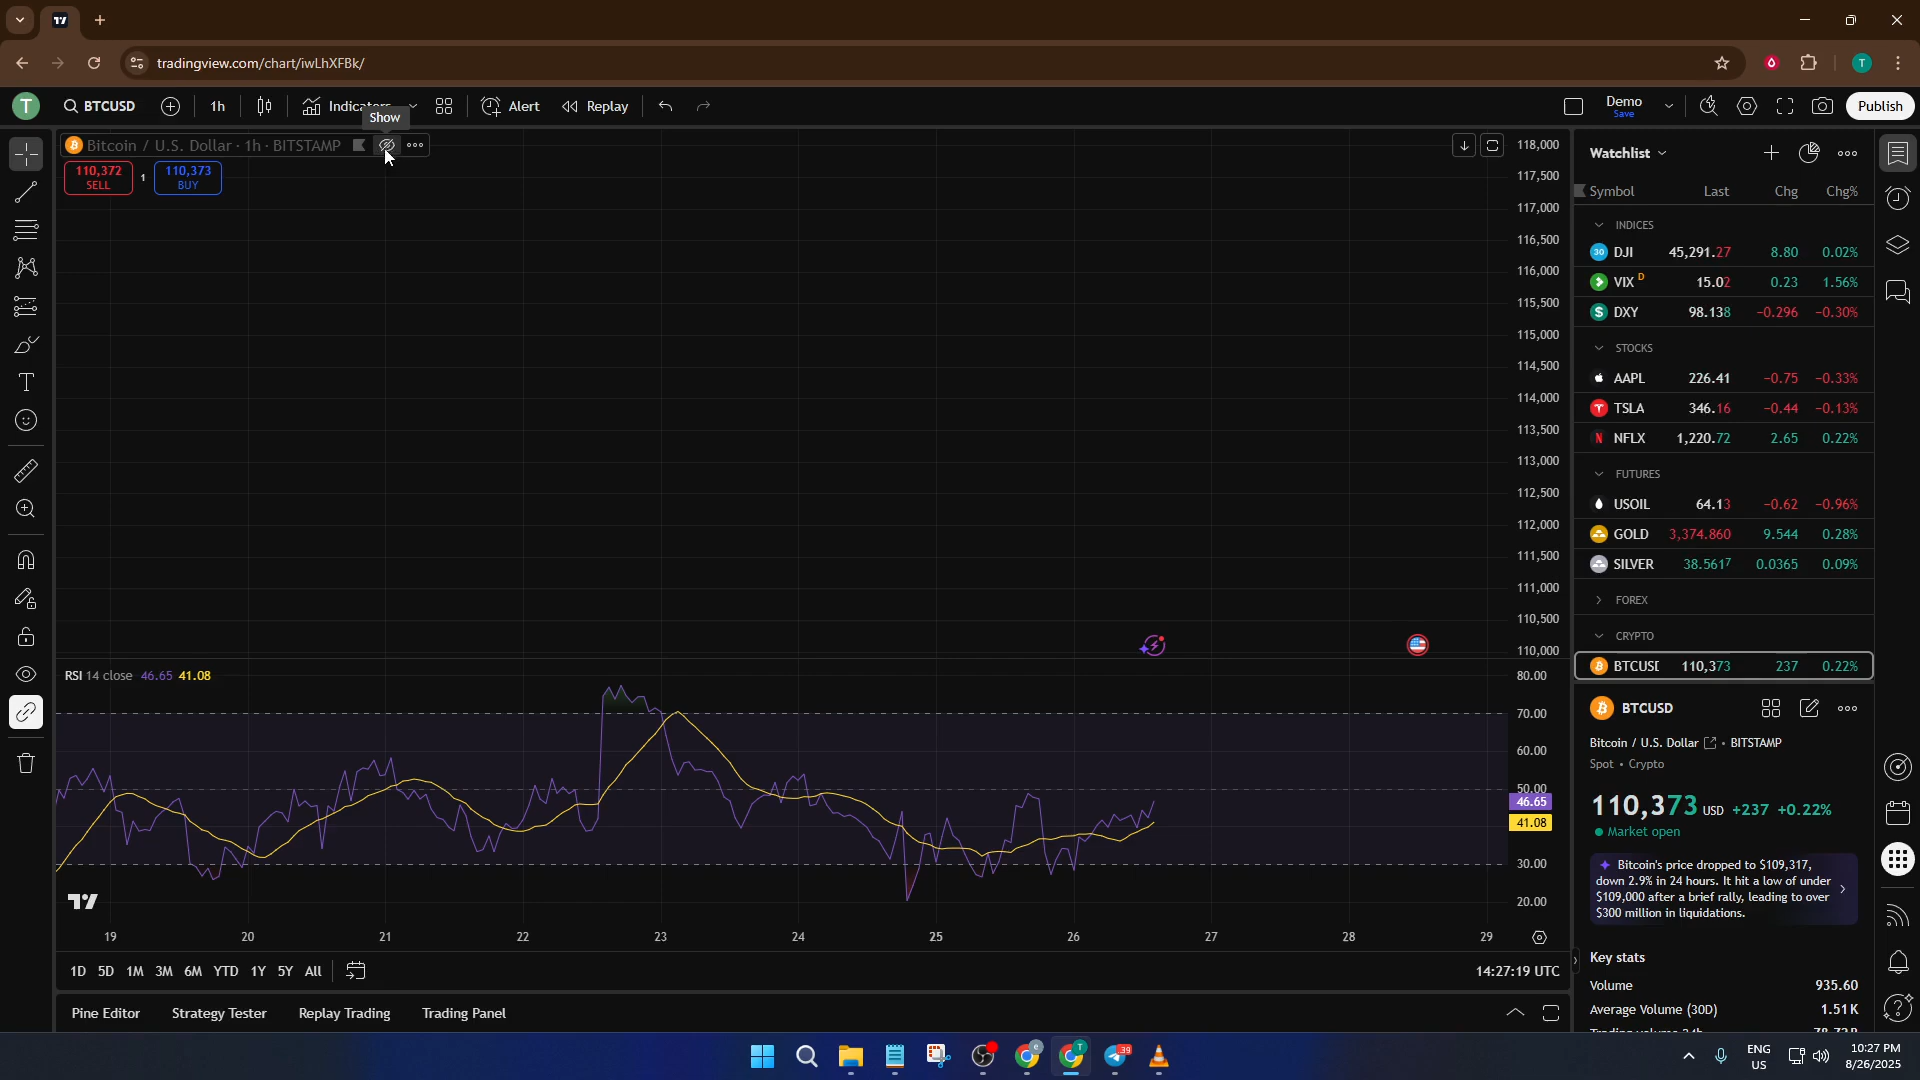 tradingview.com/chart/iwLhXFBk/
T
T
BTCUSD
1h
Indicators
Alert
Replay
Demo
Save
Publish
Show
Bitcoin / U.S. Dollar · 1h · BITSTAMP
110,372
SELL
1
110,373
BUY
118,000
117,500
117,000
116,500
116,000
115,500
115,000
114,500
114,000
113,500
113,000
112,500
112,000
111,500
111,000
110,500
110,000
RSI 14 close 46.65 41.08
80.00
70.00
60.00
50.00
46.65
41.08
30.00
20.00
19 20 21 22 23 24 25 26 27 28 29
1D 5D 1M 3M 6M YTD 1Y 5Y All
14:27:19 UTC
Pine Editor Strategy Tester Replay Trading Trading Panel
Watchlist
Symbol Last Chg Chg%
INDICES
DJI 45,291.27 8.80 0.02%
VIX D 15.02 0.23 1.56%
DXY 98.138 −0.296 −0.30%
STOCKS
AAPL 226.41 −0.75 −0.33%
TSLA 346.16 −0.44 −0.13%
NFLX 1,220.72 2.65 0.22%
FUTURES
USOIL 64.13 −0.62 −0.96%
GOLD 3,374.860 9.544 0.28%
SILVER 38.5617 0.0365 0.09%
FOREX
CRYPTO
BTCUSD 110,373 237 0.22%
BTCUSD
Bitcoin / U.S. Dollar • BITSTAMP
Spot • Crypto
110,373 USD +237 +0.22%
Market open
Bitcoin's price dropped to $109,317,
down 2.9% in 24 hours. It hit a low of under
$109,000 after a brief rally, leading to over
$300 million in liquidations.
Key stats
Volume 935.60
Average Volume (30D) 1.51K
39
ENG
US
10:27 PM
8/26/2025